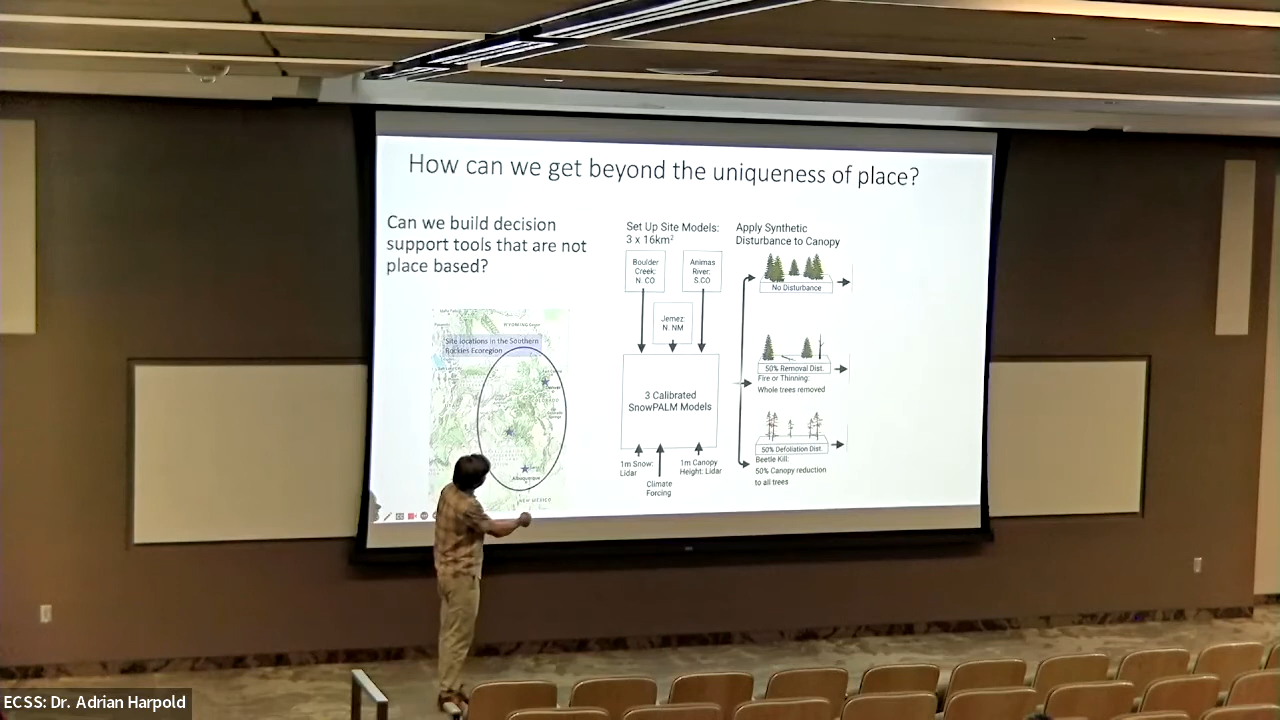 How can we get beyond the uniqueness of place?
Can we build decision
support tools that are not
place based?
Site locations in the Southern
Rockies Ecoregion
WYOMING
COLORADO
Albuquerque
NEW MEXICO
Set Up Site Models:
3 x 16km²
Boulder
Creek:
N. CO
Animas
River:
S.CO
Jemez:
N. NM
3 Calibrated
SnowPALM Models
1m Snow:
Lidar
Climate
Forcing
1m Canopy
Height: Lidar
Apply Synthetic
Disturbance to Canopy
No Disturbance
50% Removal Dist.
Fire or Thinning:
Whole trees removed
50% Defoliation Dist.
Beetle Kill:
50% Canopy reduction
to all trees
ECSS: Dr. Adrian Harpold